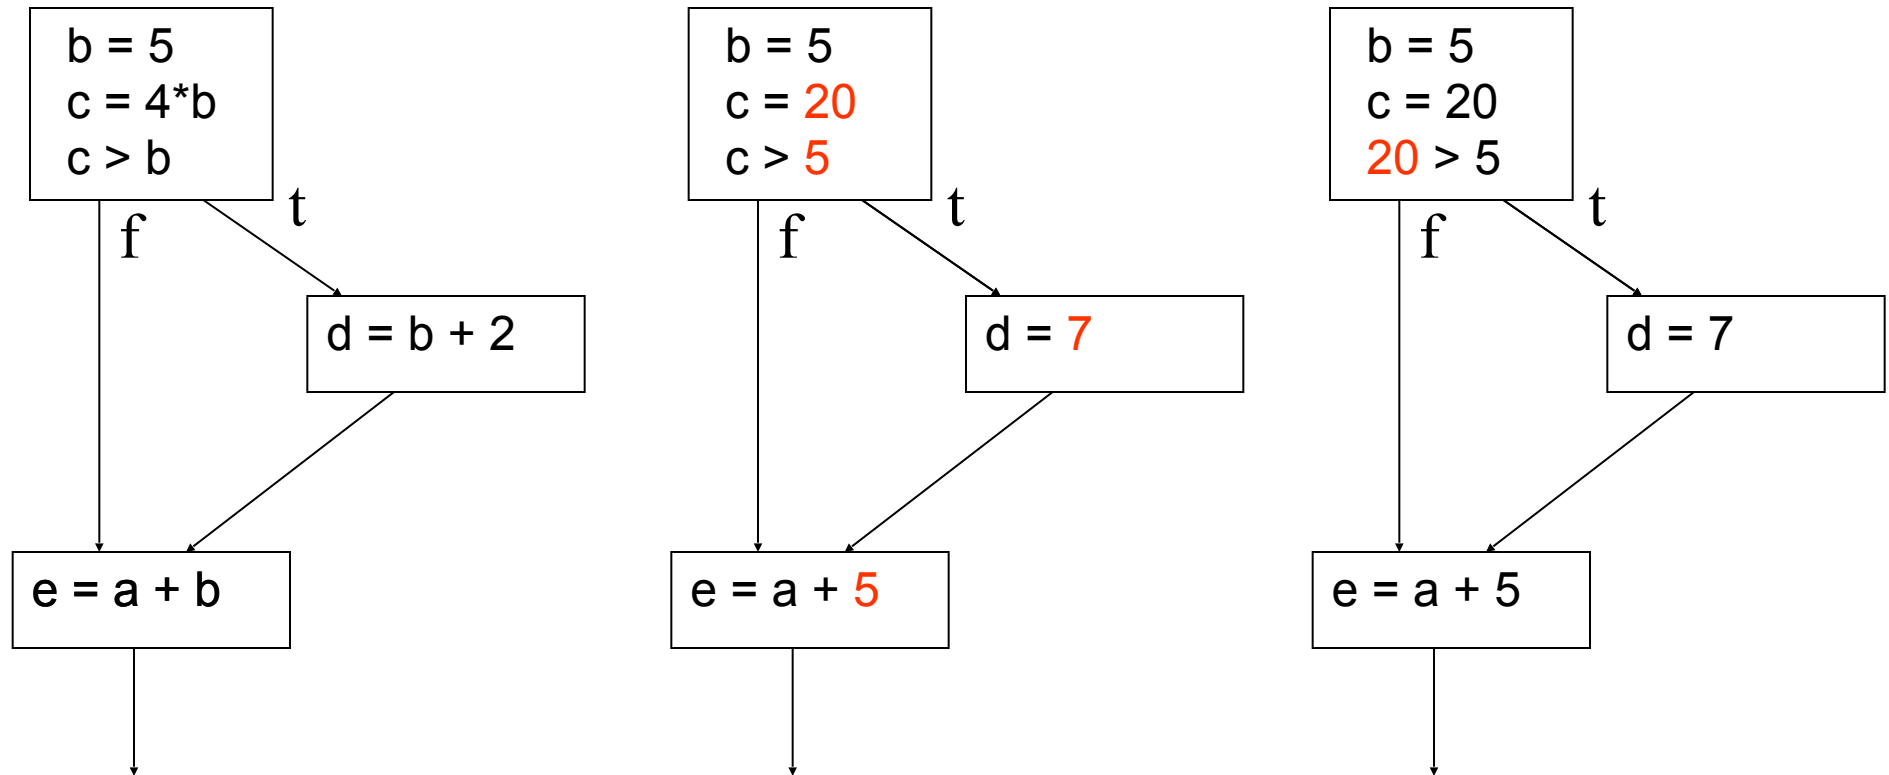 b = 5
c = 4*b
c > b
t
f
d = b + 2
e = a + b
b = 5
c = 20
c > 5
t
f
d = 7
e = a + 5
b = 5
c = 20
20 > 5
t
f
d = 7
e = a + 5